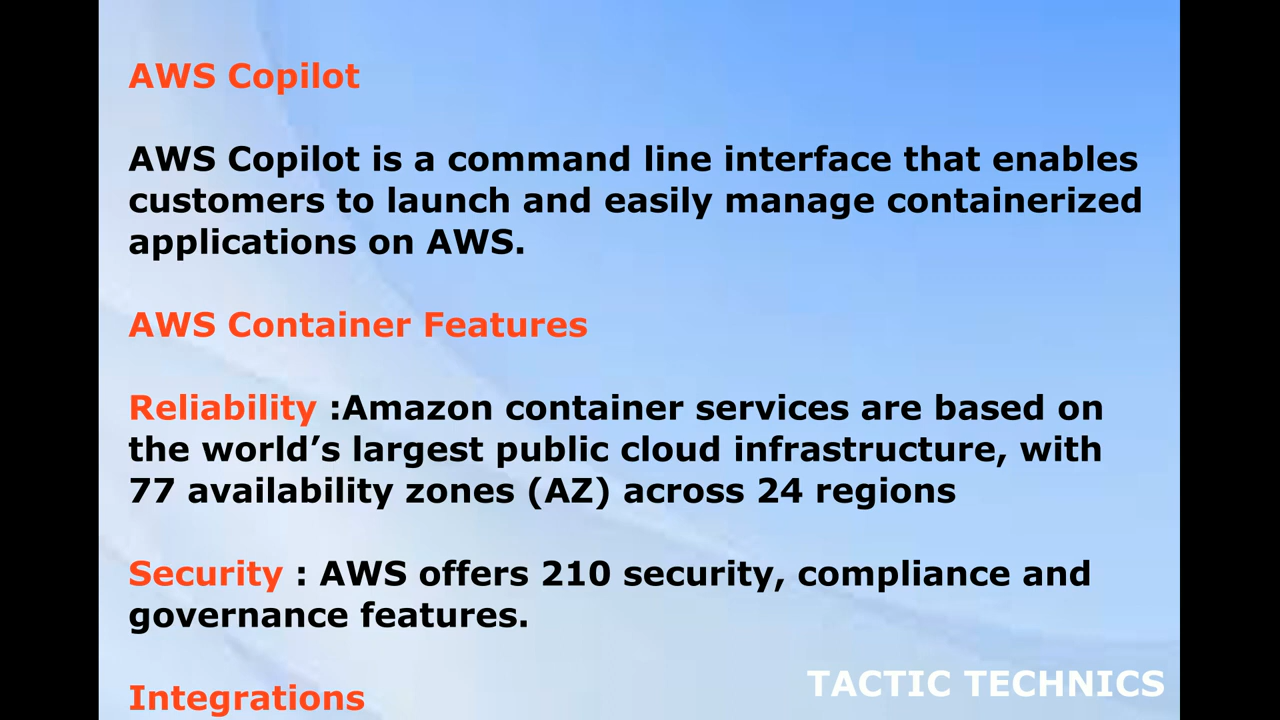 AWS Copilot
AWS Copilot is a command line interface that enables
customers to launch and easily manage containerized
applications on AWS.
AWS Container Features
Reliability :Amazon container services are based on
the world’s largest public cloud infrastructure, with
77 availability zones (AZ) across 24 regions
Security : AWS offers 210 security, compliance and
governance features.
Integrations
TACTIC TECHNICS